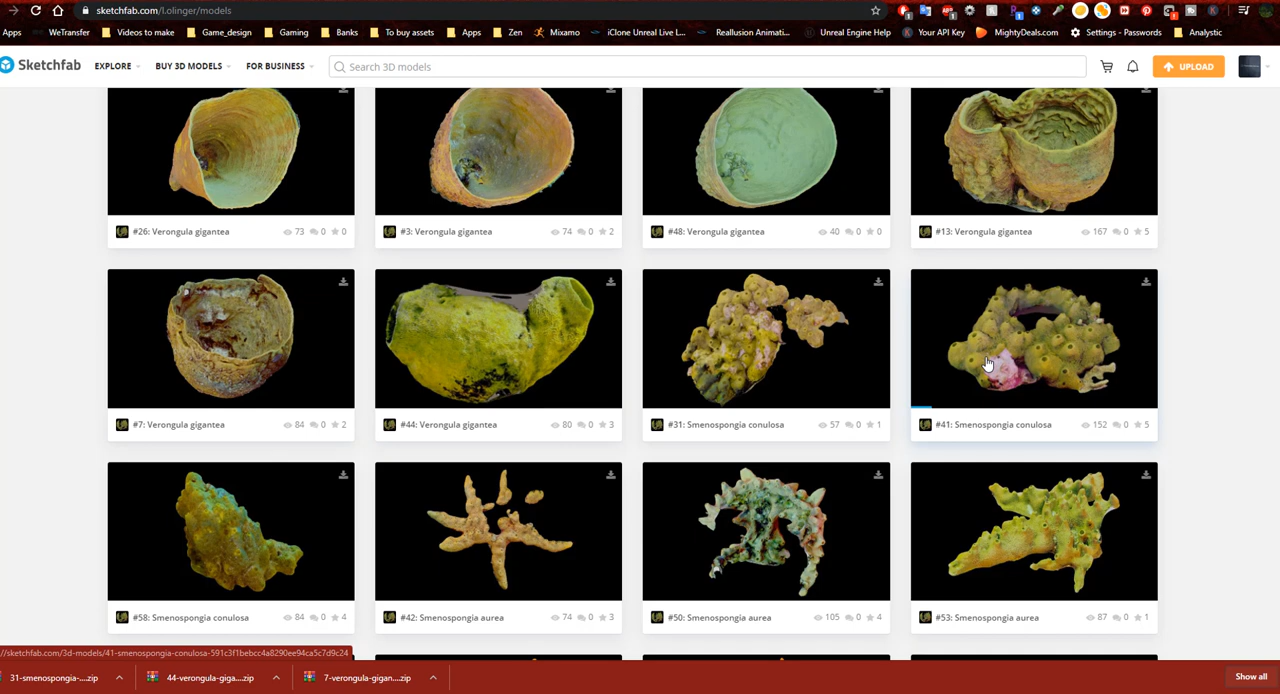 sketchfab.com/l.olinger/models
Apps WeTransfer Videos to make Game_design Gaming Banks To buy assets Apps Zen Mixamo iClone Unreal Live L... Reallusion Animati... Unreal Engine Help Your API Key MightyDeals.com Settings - Passwords Analystic
Sketchfab EXPLORE BUY 3D MODELS FOR BUSINESS Search 3D models UPLOAD
#26: Verongula gigantea 73 0 0 #3: Verongula gigantea 74 0 2 #48: Verongula gigantea 40 0 0 #13: Verongula gigantea 167 0 5
#7: Verongula gigantea 84 0 2 #44: Verongula gigantea 80 0 3 #31: Smenospongia conulosa 57 0 1 #41: Smenospongia conulosa 152 0 5
#58: Smenospongia conulosa 84 0 4 #42: Smenospongia aurea 74 0 3 #50: Smenospongia aurea 105 0 4 #53: Smenospongia aurea 87 0 1
//sketchfab.com/3d-models/41-smenospongia-conulosa-591c3f1bebcc4a8290ee94ca5c7d9c24
31-smenospongia-....zip 44-verongula-giga....zip 7-verongula-gigan....zip Show all